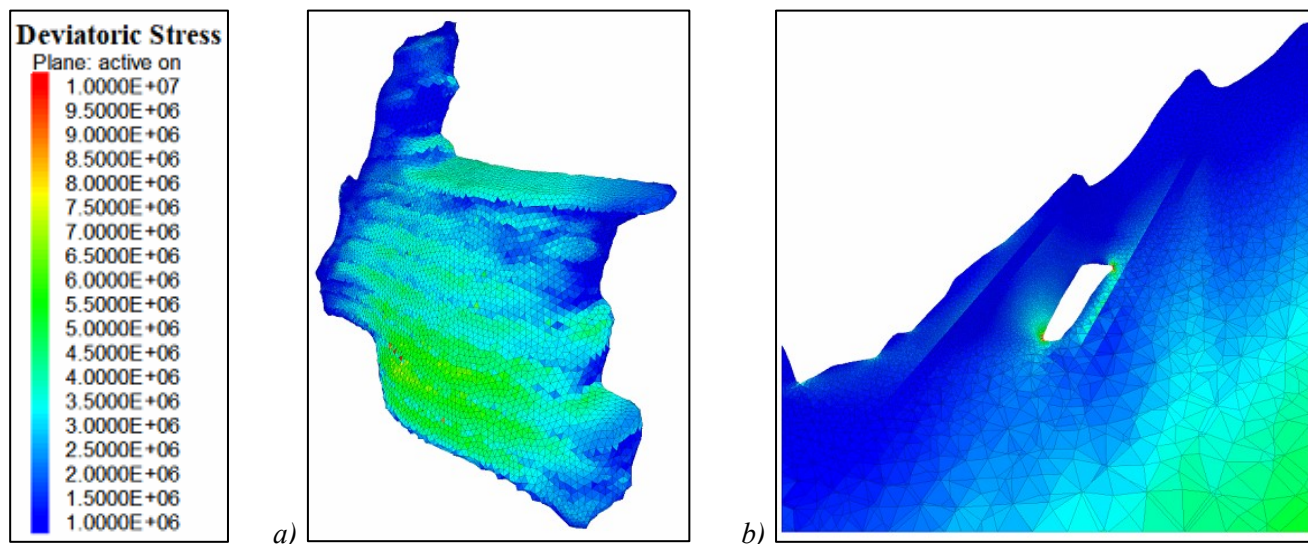 Deviatoric Stress
Plane: active on
1.0000E+07
9.5000E+06
9.0000E+06
8.5000E+06
8.0000E+06
7.5000E+06
7.0000E+06
6.5000E+06
6.0000E+06
5.5000E+06
5.0000E+06
4.5000E+06
4.0000E+06
3.5000E+06
3.0000E+06
2.5000E+06
2.0000E+06
1.5000E+06
1.0000E+06
a)
b)